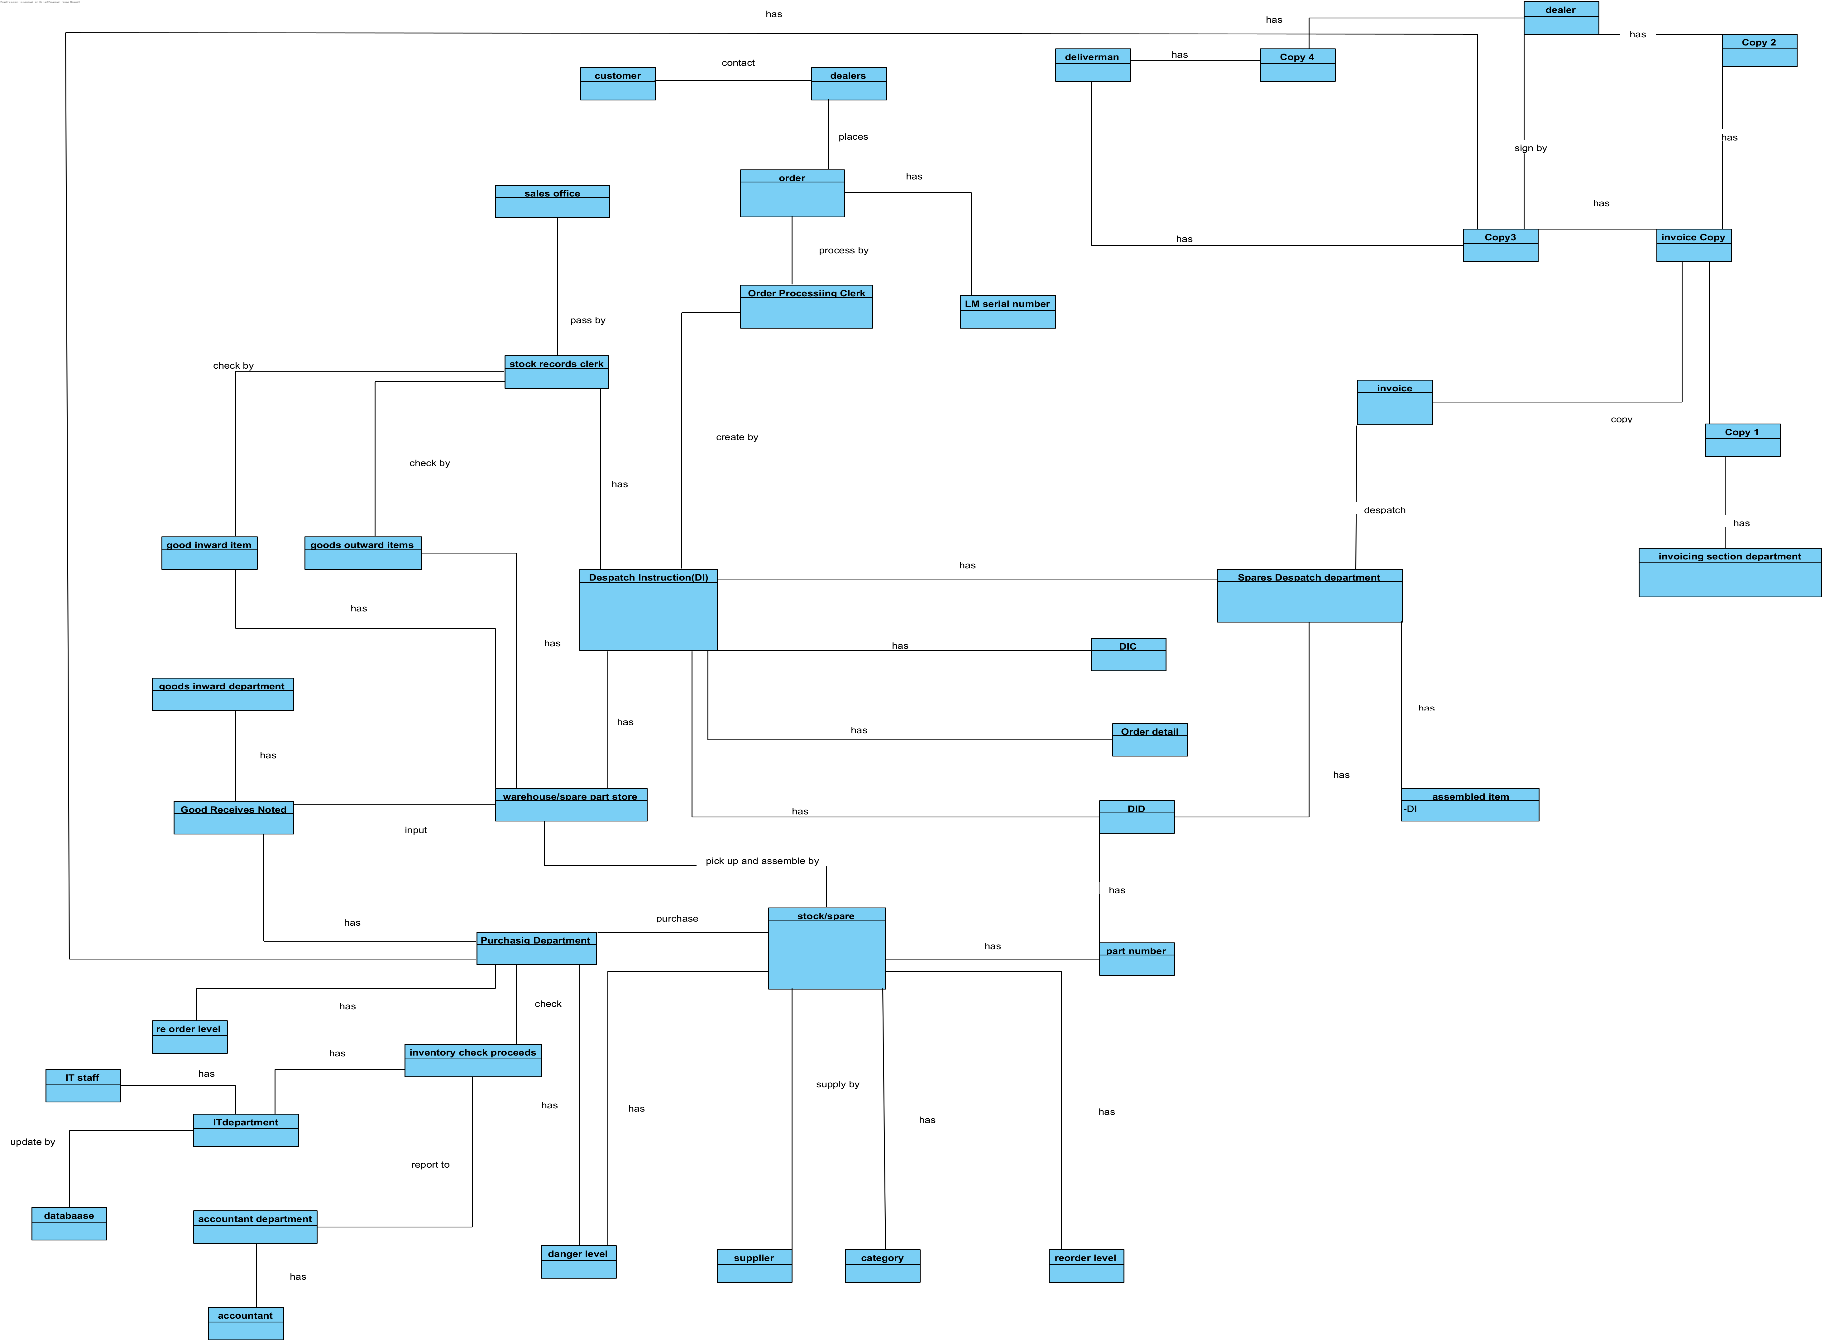 has
has
dealer
has
Copy 2
deliverman
has
Copy 4
contact
customer
dealers
places
has
sign by
order
has
sales office
has
has
Copy3
invoice Copy
process by
Order Processiing Clerk
LM serial number
pass by
check by
stock records clerk
invoice
copy
Copy 1
create by
check by
has
despatch
has
good inward item
goods outward items
invoicing section department
has
Despatch Instruction(DI)
Spares Despatch department
has
has
has
DIC
goods inward department
has
has
has
Order detail
has
has
warehouse/spare part store
assembled item
-DI
Good Receives Noted
has
DID
input
pick up and assemble by
has
stock/spare
purchase
has
Purchasig Department
has
part number
has
check
re order level
has
inventory check proceeds
IT staff
has
supply by
has
has
has
has
ITdepartment
update by
report to
databaase
accountant department
danger level
supplier
category
reorder level
has
accountant